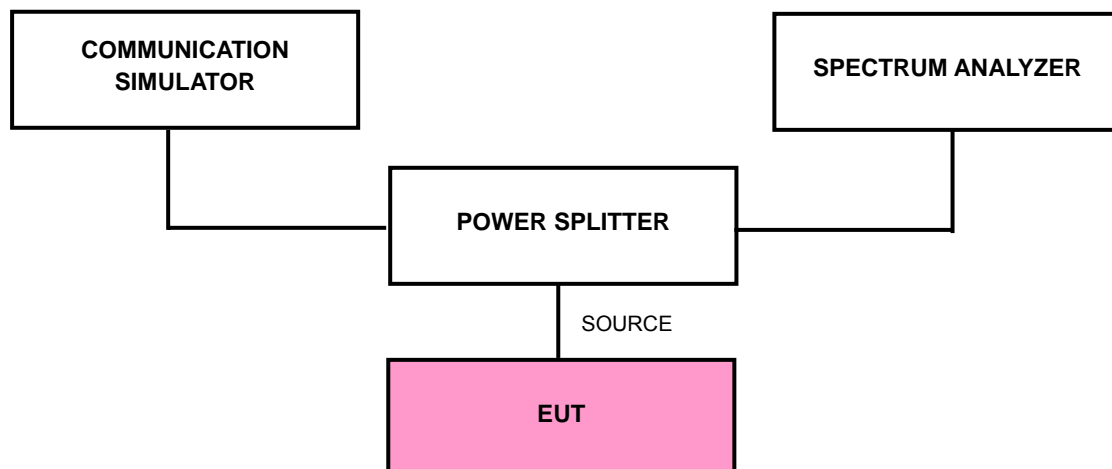 COMMUNICATION
SIMULATOR
SPECTRUM ANALYZER
POWER SPLITTER
SOURCE
EUT